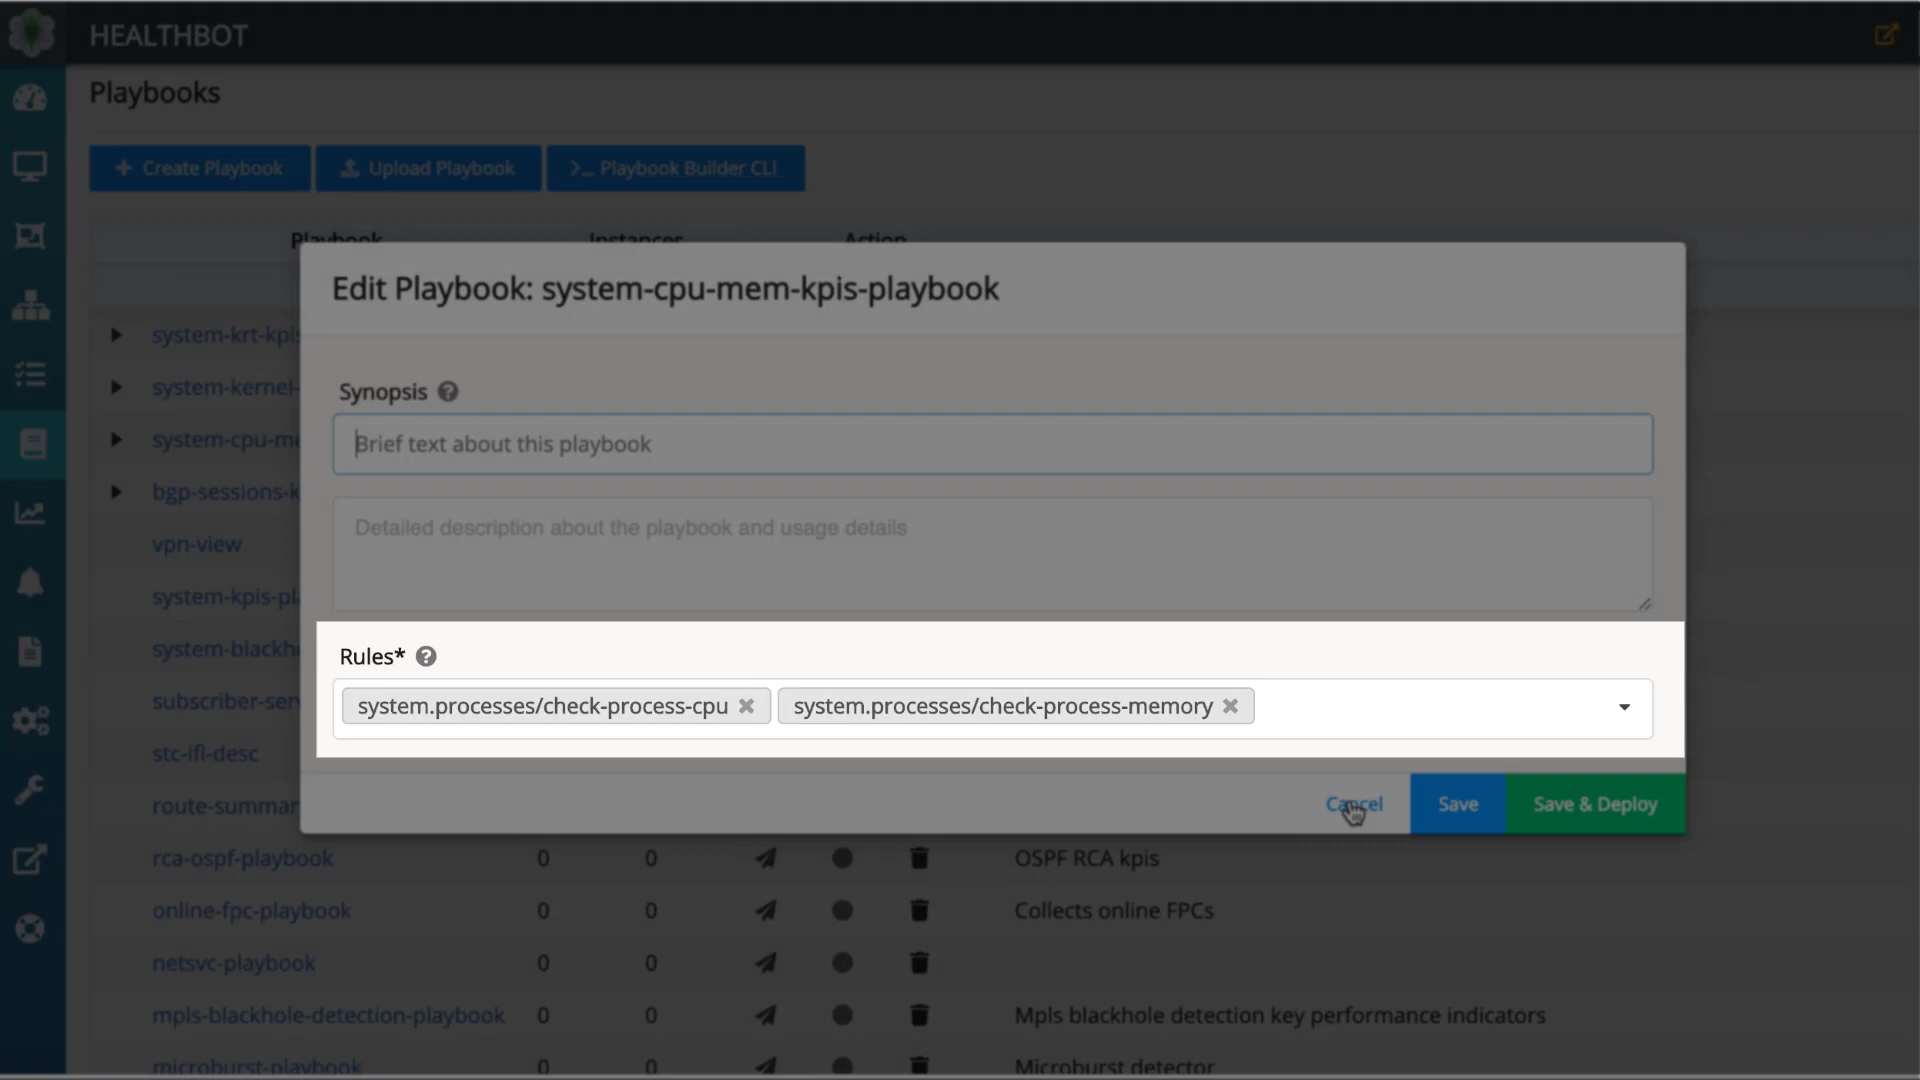 HEALTHBOT
Playbooks
Create Playbook
Upload Playbook
>_ Playbook Builder CLI
Playbook Instances Action
Edit Playbook: system-cpu-mem-kpis-playbook
system-krt-kpis
system-kernel-
system-cpu-me
bgp-sessions-k
vpn-view
system-kpis-pla
system-blackho
subscriber-ser
stc-ifl-desc
route-summar
Synopsis ?
Brief text about this playbook
Detailed description about the playbook and usage details
Rules* ?
system.processes/check-process-cpu ✖ system.processes/check-process-memory ✖
Cancel Save Save & Deploy
rca-ospf-playbook 0 0 OSPF RCA kpis
online-fpc-playbook 0 0 Collects online FPCs
netsvc-playbook 0 0
mpls-blackhole-detection-playbook 0 0 Mpls blackhole detection key performance indicators
microburst-playbook 0 0 Microburst detector